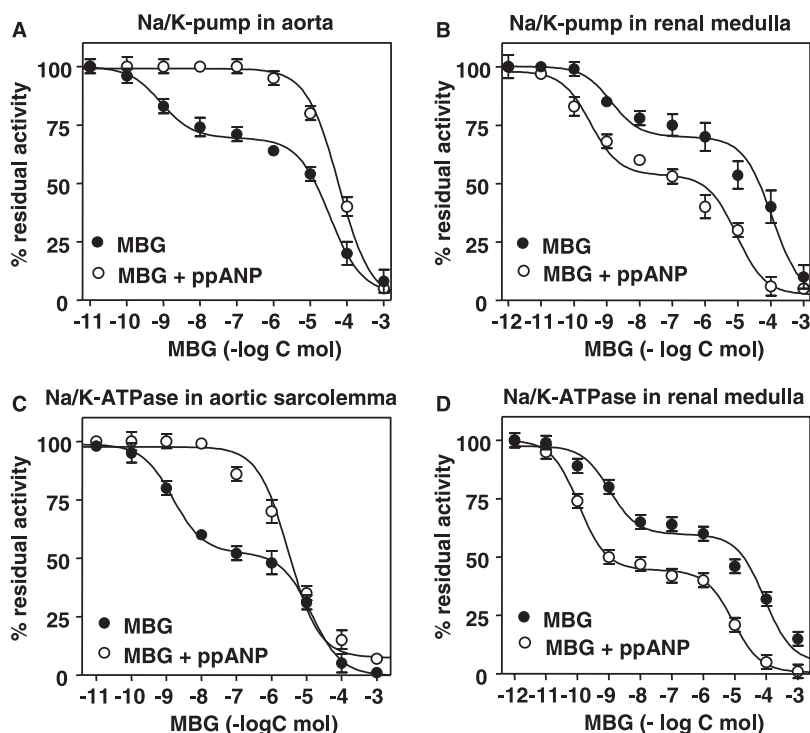 A
Na/K-pump in aorta
% residual activity
100
75
50
25
0
MBG
MBG + ppANP
-11 -10 -9 -8 -7 -6 -5 -4 -3
MBG (-log C mol)
B
Na/K-pump in renal medulla
% residual activity
100
75
50
25
0
MBG
MBG + ppANP
-12 -11 -10 -9 -8 -7 -6 -5 -4 -3
MBG (- log C mol)
C
Na/K-ATPase in aortic sarcolemma
% residual activity
100
75
50
25
0
MBG
MBG + ppANP
-11 -10 -9 -8 -7 -6 -5 -4 -3
MBG (-logC mol)
D
Na/K-ATPase in renal medulla
% residual activity
100
75
50
25
0
MBG
MBG + ppANP
-12 -11 -10 -9 -8 -7 -6 -5 -4 -3
MBG (- log C mol)